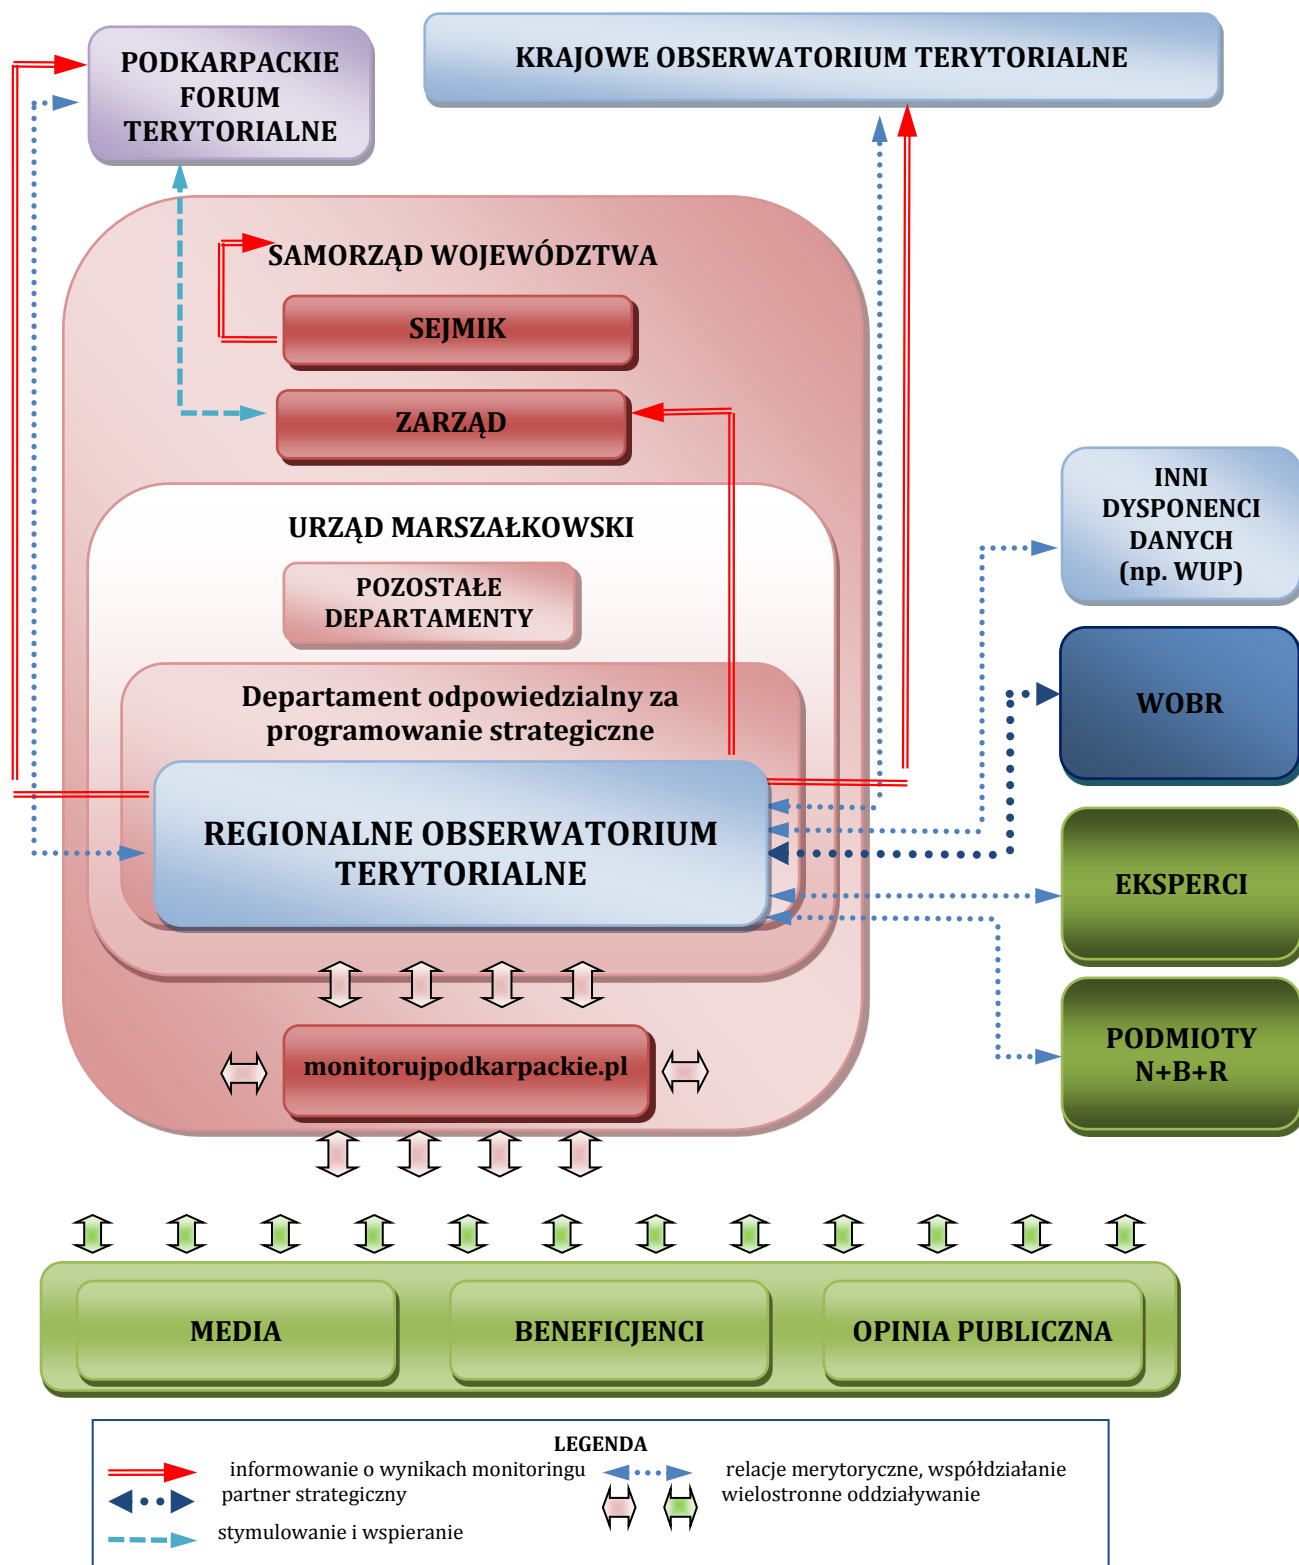 PODKARPACKIE
FORUM
TERYTORIALNE
KRAJOWE OBSERWATORIUM TERYTORIALNE
SAMORZĄD WOJEWÓDZTWA
SEJMIK
ZARZĄD
URZĄD MARSZAŁKOWSKI
POZOSTAŁE
DEPARTAMENTY
Departament odpowiedzialny za
programowanie strategiczne
REGIONALNE OBSERWATORIUM
TERYTORIALNE
INNI
DYSPONENCI
DANYCH
(np. WUP)
WOBR
EKSPERCI
PODMIOTY
N+B+R
monitorujpodkarpackie.pl
MEDIA
BENEFICJENCI
OPINIA PUBLICZNA
LEGENDA
informowanie o wynikach monitoringu
relacje merytoryczne, współdziałanie
partner strategiczny
wielostronne oddziaływanie
stymulowanie i wspieranie